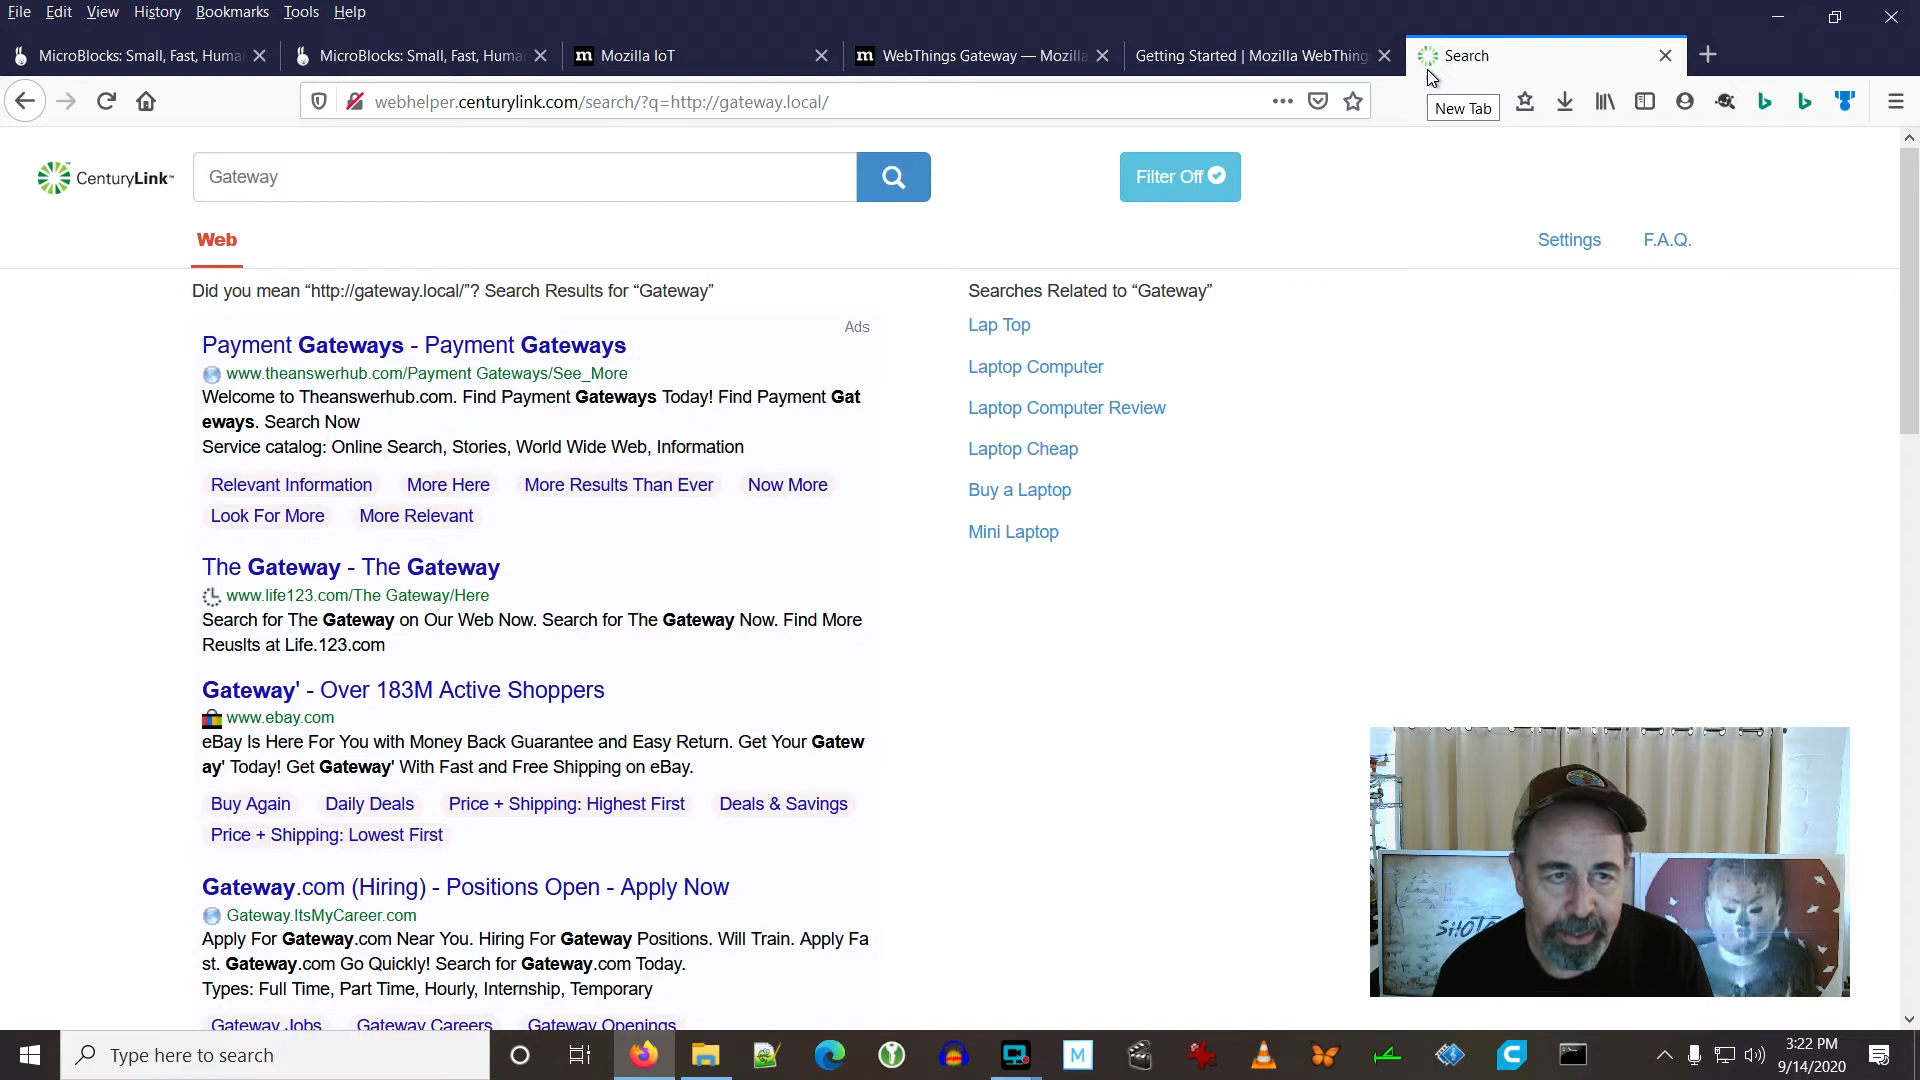 File Edit View History Bookmarks Tools Help
MicroBlocks: Small, Fast, Huma
MicroBlocks: Small, Fast, Huma
m Mozilla IoT
m WebThings Gateway — Mozilla
Getting Started | Mozilla WebThing
Search
webhelper.centurylink.com/search/?q=http://gateway.local/
New Tab
CenturyLink™
Gateway
Filter Off
Web
Settings
F.A.Q.
Did you mean “http://gateway.local/”? Search Results for “Gateway”
Ads
Payment Gateways - Payment Gateways
www.theanswerhub.com/Payment Gateways/See_More
Welcome to Theanswerhub.com. Find Payment Gateways Today! Find Payment Gat
eways. Search Now
Service catalog: Online Search, Stories, World Wide Web, Information
Relevant Information More Here More Results Than Ever Now More
Look For More More Relevant
The Gateway - The Gateway
www.life123.com/The Gateway/Here
Search for The Gateway on Our Web Now. Search for The Gateway Now. Find More
Reuslts at Life.123.com
Gateway' - Over 183M Active Shoppers
www.ebay.com
eBay Is Here For You with Money Back Guarantee and Easy Return. Get Your Gatew
ay' Today! Get Gateway' With Fast and Free Shipping on eBay.
Buy Again Daily Deals Price + Shipping: Highest First Deals & Savings
Price + Shipping: Lowest First
Gateway.com (Hiring) - Positions Open - Apply Now
Gateway.ItsMyCareer.com
Apply For Gateway.com Near You. Hiring For Gateway Positions. Will Train. Apply Fa
st. Gateway.com Go Quickly! Search for Gateway.com Today.
Types: Full Time, Part Time, Hourly, Internship, Temporary
Gateway Jobs Gateway Careers Gateway Openings
Searches Related to “Gateway”
Lap Top
Laptop Computer
Laptop Computer Review
Laptop Cheap
Buy a Laptop
Mini Laptop
SHOTO
Type here to search
M
3:22 PM
9/14/2020